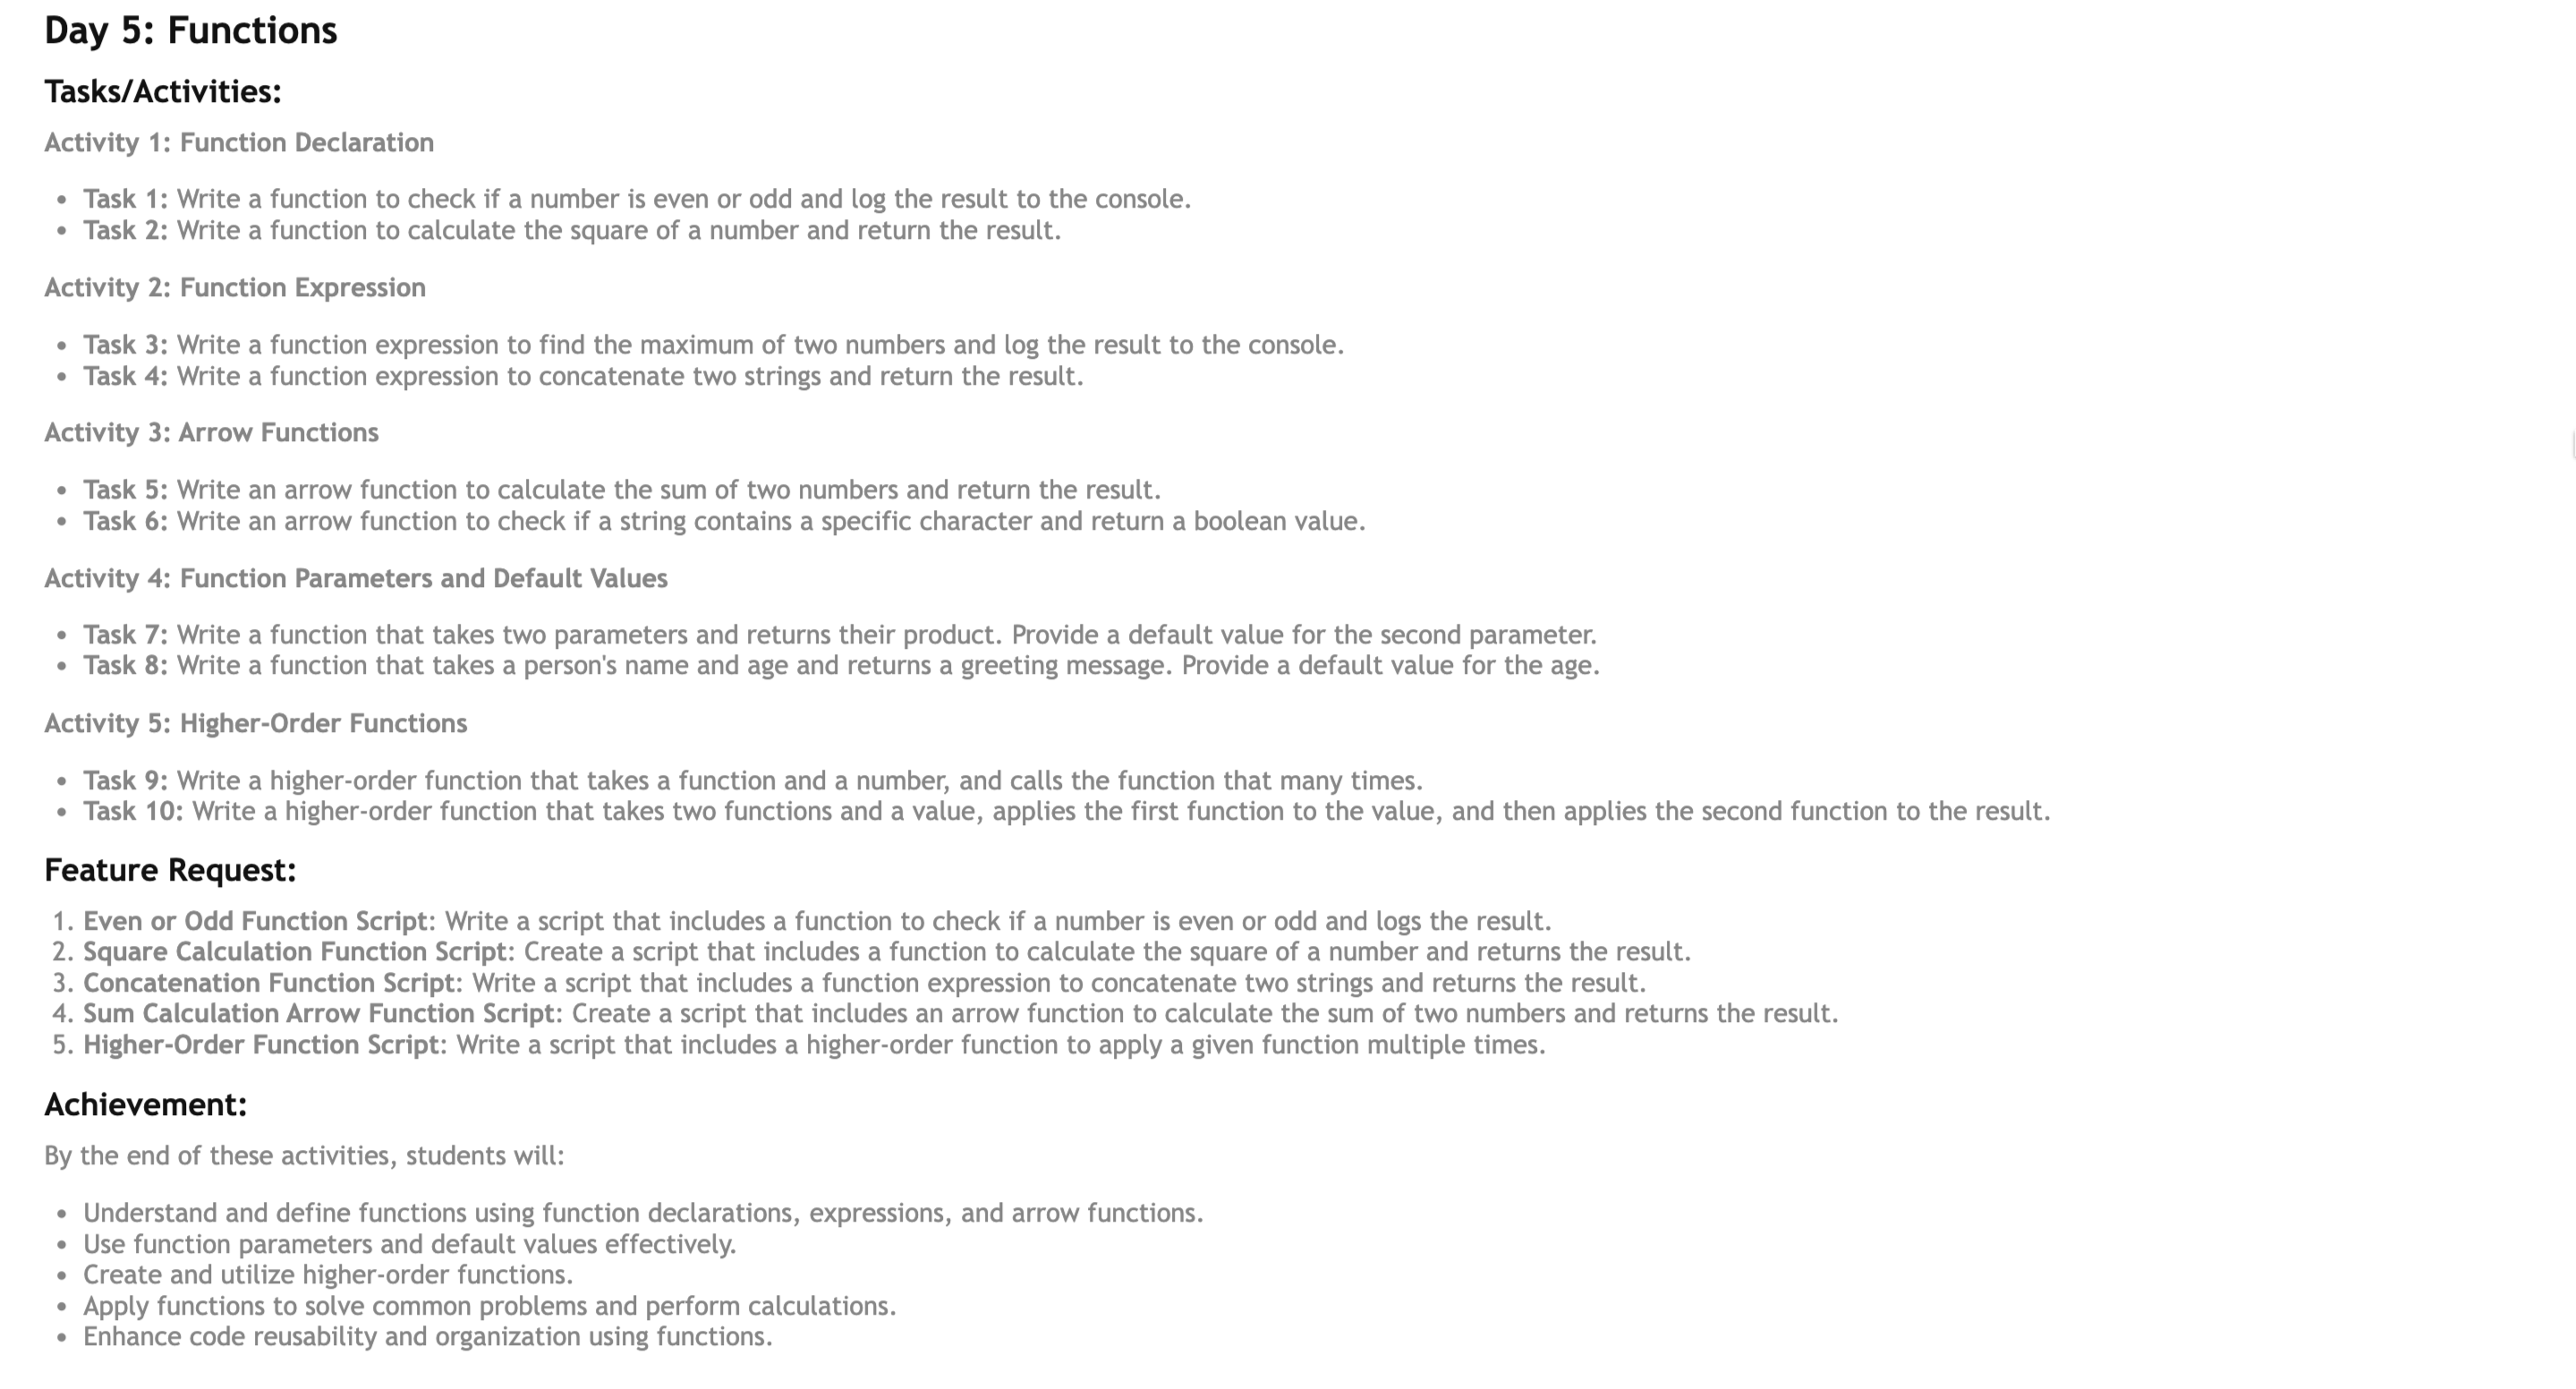 Day 5: Functions
Tasks/Activities:
Activity 1: Function Declaration
• Task 1: Write a function to check if a number is even or odd and log the result to the console.
• Task 2: Write a function to calculate the square of a number and return the result.
Activity 2: Function Expression
• Task 3: Write a function expression to find the maximum of two numbers and log the result to the console.
• Task 4: Write a function expression to concatenate two strings and return the result.
Activity 3: Arrow Functions
• Task 5: Write an arrow function to calculate the sum of two numbers and return the result.
• Task 6: Write an arrow function to check if a string contains a specific character and return a boolean value.
Activity 4: Function Parameters and Default Values
• Task 7: Write a function that takes two parameters and returns their product. Provide a default value for the second parameter.
• Task 8: Write a function that takes a person's name and age and returns a greeting message. Provide a default value for the age.
Activity 5: Higher-Order Functions
• Task 9: Write a higher-order function that takes a function and a number, and calls the function that many times.
• Task 10: Write a higher-order function that takes two functions and a value, applies the first function to the value, and then applies the second function to the result.
Feature Request:
1. Even or Odd Function Script: Write a script that includes a function to check if a number is even or odd and logs the result.
2. Square Calculation Function Script: Create a script that includes a function to calculate the square of a number and returns the result.
3. Concatenation Function Script: Write a script that includes a function expression to concatenate two strings and returns the result.
4. Sum Calculation Arrow Function Script: Create a script that includes an arrow function to calculate the sum of two numbers and returns the result.
5. Higher-Order Function Script: Write a script that includes a higher-order function to apply a given function multiple times.
Achievement:
By the end of these activities, students will:
• Understand and define functions using function declarations, expressions, and arrow functions.
• Use function parameters and default values effectively.
• Create and utilize higher-order functions.
• Apply functions to solve common problems and perform calculations.
• Enhance code reusability and organization using functions.